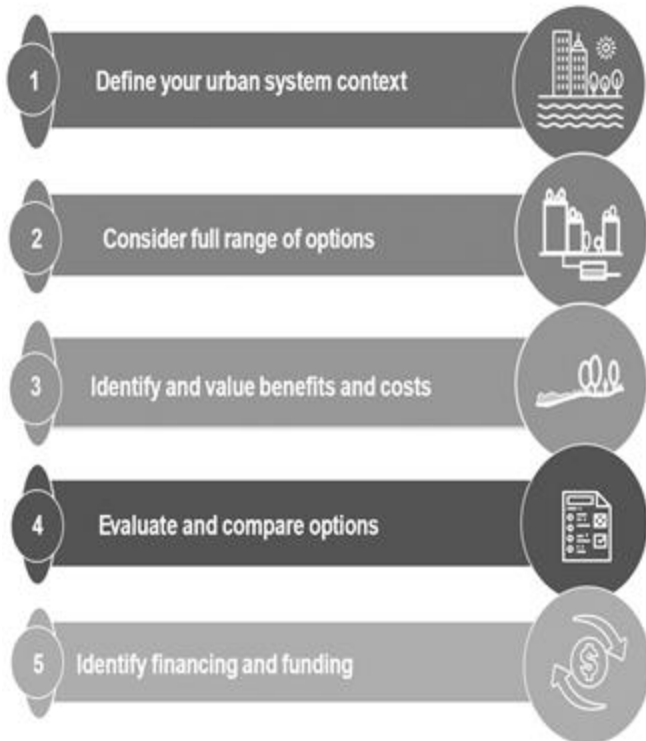 1
Define your urban system context
2
Consider full range of options
3
Identify and value benefits and costs
4
Evaluate and compare options
5
Identify financing and funding
$